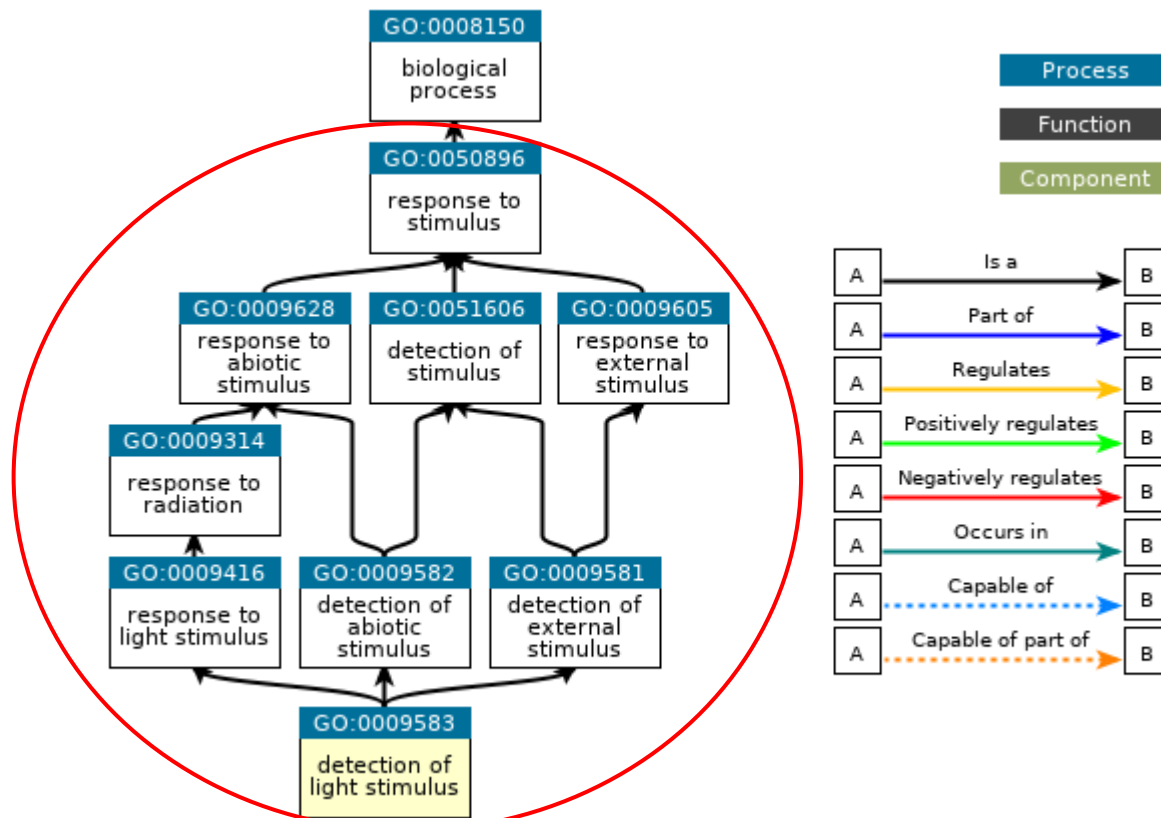 GO:0008150
biological
process
GO:0050896
response to
stimulus
GO:0009628
response to
abiotic
stimulus
GO:0051606
detection of
stimulus
GO:0009605
response to
external
stimulus
GO:0009314
response to
radiation
GO:0009416
response to
light stimulus
GO:0009582
detection of
abiotic
stimulus
GO:0009581
detection of
external
stimulus
GO:0009583
detection of
light stimulus
Process
Function
Component
A Is a B
A Part of B
A Regulates B
A Positively regulates B
A Negatively regulates B
A Occurs in B
A Capable of B
A Capable of part of B